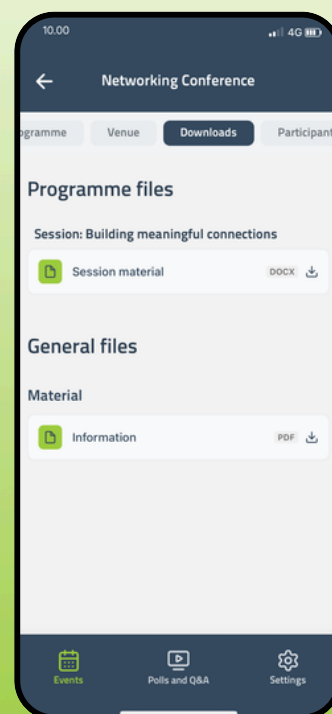 10.00 4G
Networking Conference
ogramme Venue Downloads Participant
Programme files
Session: Building meaningful connections
Session material DOCX
General files
Material
Information PDF
Events Polls and Q&A Settings